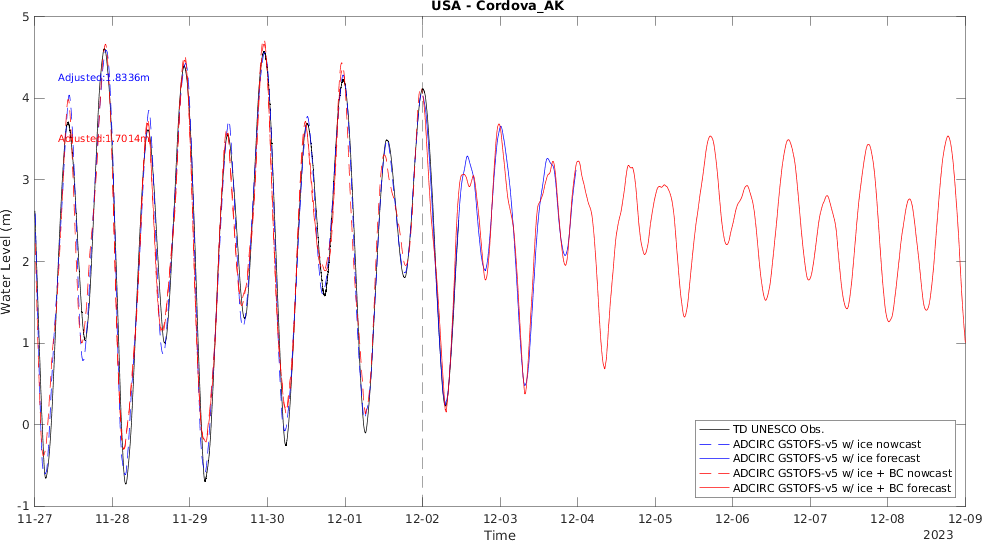 USA - Cordova_AK
Water Level (m)
5
4
3
2
1
0
-1
Adjusted:1.8336m
Adjusted:1.7014m
TD UNESCO Obs.
ADCIRC GSTOFS-v5 w/ ice nowcast
ADCIRC GSTOFS-v5 w/ ice forecast
ADCIRC GSTOFS-v5 w/ ice + BC nowcast
ADCIRC GSTOFS-v5 w/ ice + BC forecast
11-27 11-28 11-29 11-30 12-01 12-02 12-03 12-04 12-05 12-06 12-07 12-08 12-09
Time
2023